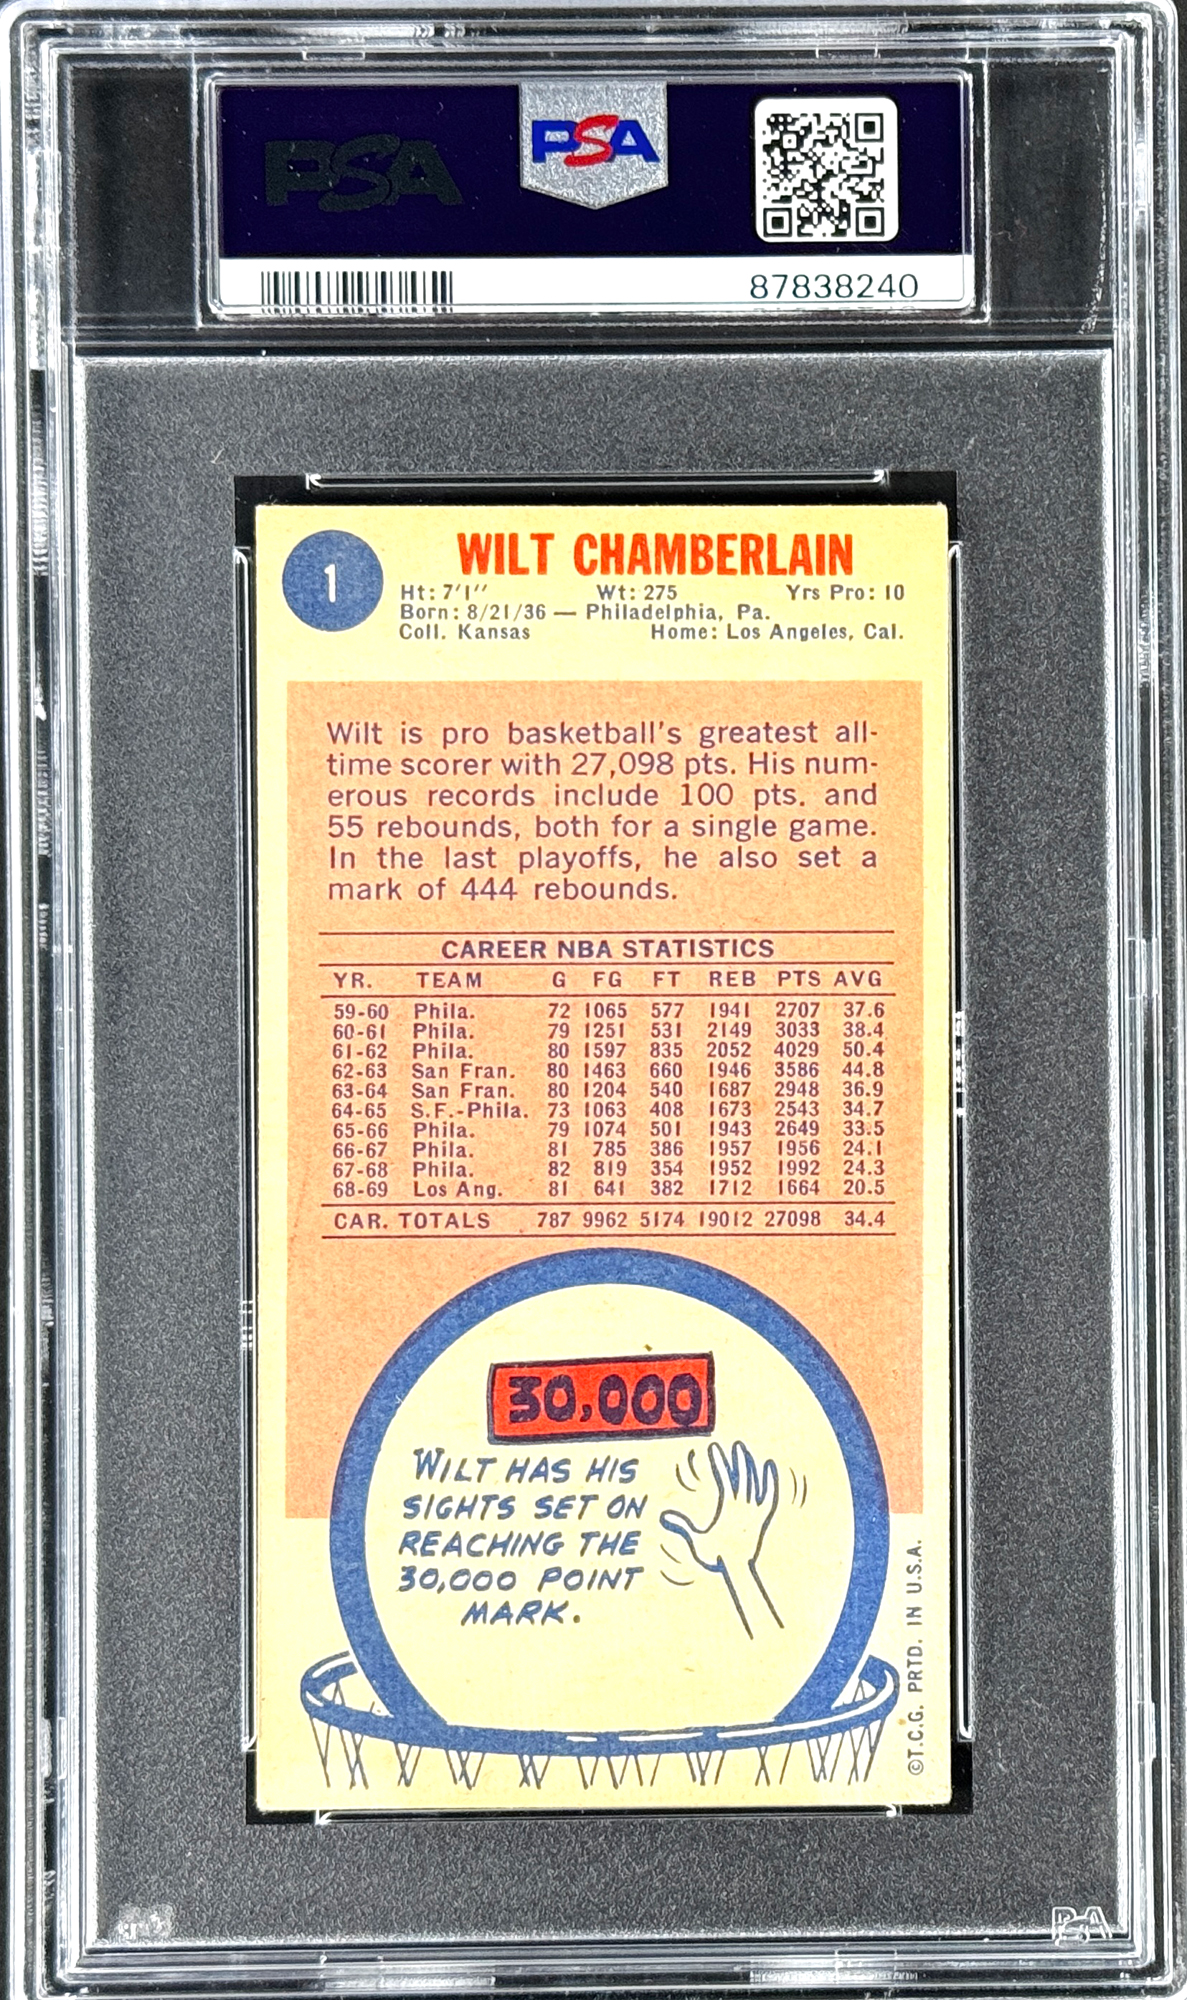 PSA
PSA
87838240
1
WILT CHAMBERLAIN
Ht: 7'1'' Wt: 275 Yrs Pro: 10
Born: 8/21/36 — Philadelphia, Pa.
Coll. Kansas Home: Los Angeles, Cal.
Wilt is pro basketball's greatest all-
time scorer with 27,098 pts. His num-
erous records include 100 pts. and
55 rebounds, both for a single game.
In the last playoffs, he also set a
mark of 444 rebounds.
CAREER NBA STATISTICS
YR. TEAM G FG FT REB PTS AVG
59-60 Phila. 72 1065 577 1941 2707 37.6
60-61 Phila. 79 1251 531 2149 3033 38.4
61-62 Phila. 80 1597 835 2052 4029 50.4
62-63 San Fran. 80 1463 660 1946 3586 44.8
63-64 San Fran. 80 1204 540 1687 2948 36.9
64-65 S.F.-Phila. 73 1063 408 1673 2543 34.7
65-66 Phila. 79 1074 501 1943 2649 33.5
66-67 Phila. 81 785 386 1957 1956 24.1
67-68 Phila. 82 819 354 1952 1992 24.3
68-69 Los Ang. 81 641 382 1712 1664 20.5
CAR. TOTALS 787 9962 5174 19012 27098 34.4
30,000
WILT HAS HIS
SIGHTS SET ON
REACHING THE
30,000 POINT
MARK.
©T.C.G. PRTD. IN U.S.A.
PSA